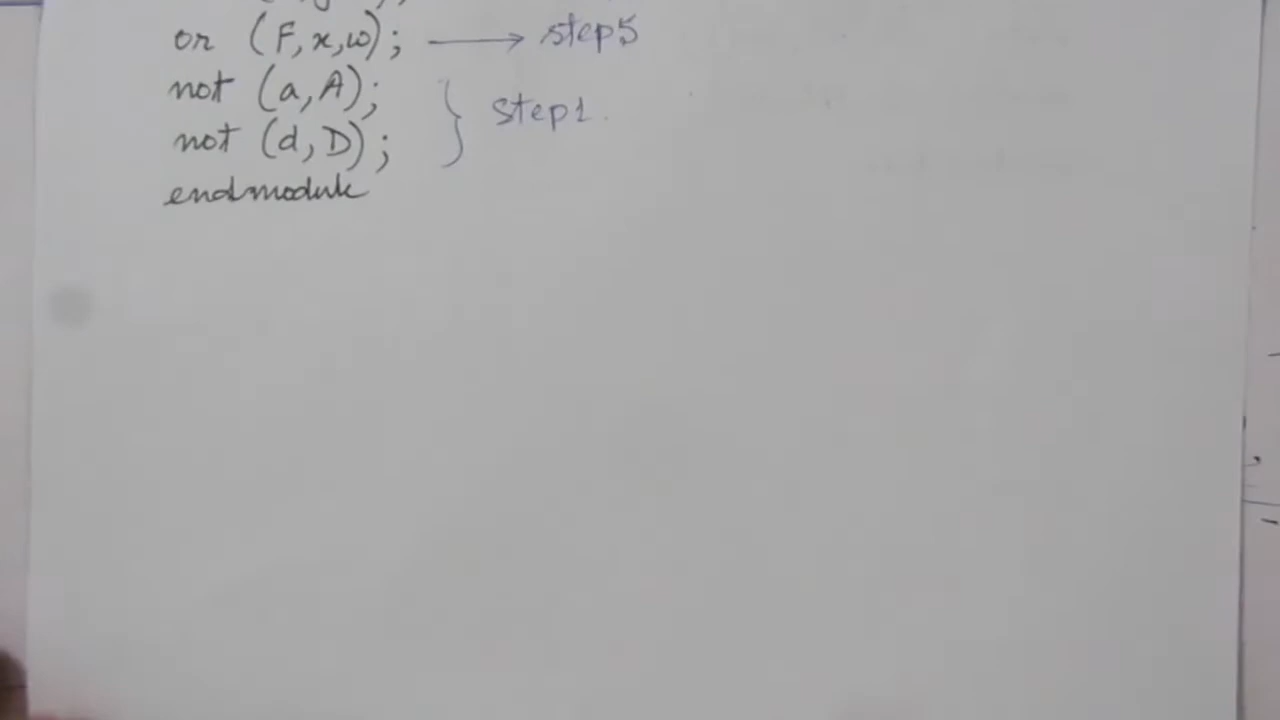 or (F, x, w); → step5
not (a, A); } step1.
not (d, D);
endmodule